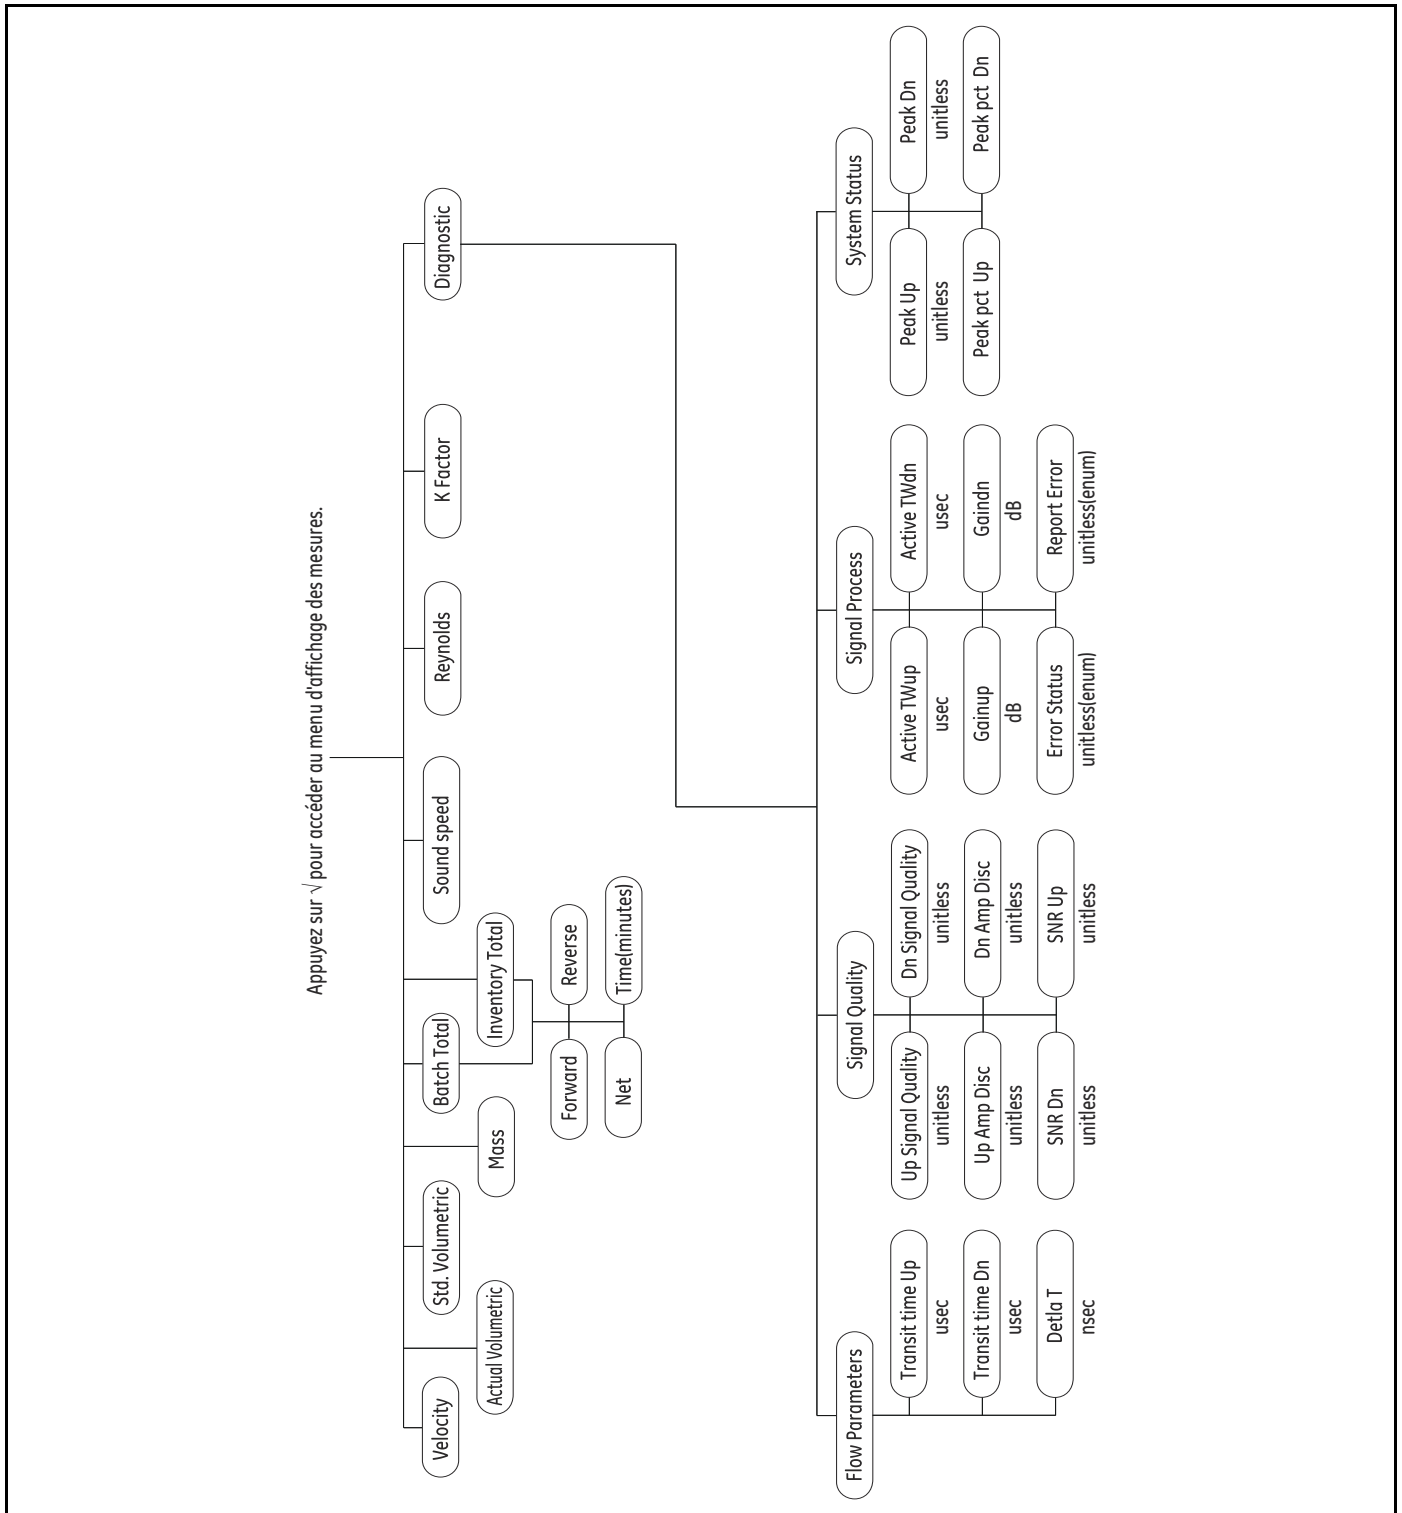 Appuyez sur √ pour accéder au menu d'affichage des mesures.
Velocity
Actual Volumetric
Std. Volumetric
Mass
Batch Total
Inventory Total
Sound speed
Reynolds
K Factor
Diagnostic
Forward
Reverse
Net
Time(minutes)
Flow Parameters
Transit time Up
usec
Transit time Dn
usec
Detla T
nsec
Signal Quality
Up Signal Quality
unitless
Dn Signal Quality
unitless
Up Amp Disc
unitless
Dn Amp Disc
unitless
SNR Dn
unitless
SNR Up
unitless
Signal Process
Active TWup
usec
Active TWdn
usec
Gainup
dB
Gaindn
dB
Error Status
unitless(enum)
Report Error
unitless(enum)
System Status
Peak Up
unitless
Peak Dn
unitless
Peak pct Up
Peak pct Dn